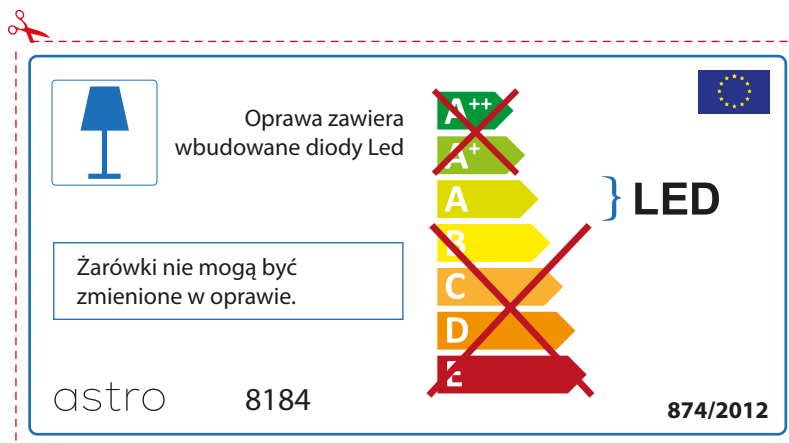 Oprawa zawiera
wbudowane diody Led
A++
A+
A
B
C
D
E
LED
Żarówki nie mogą być
zmienione w oprawie.
astro
8184
874/2012